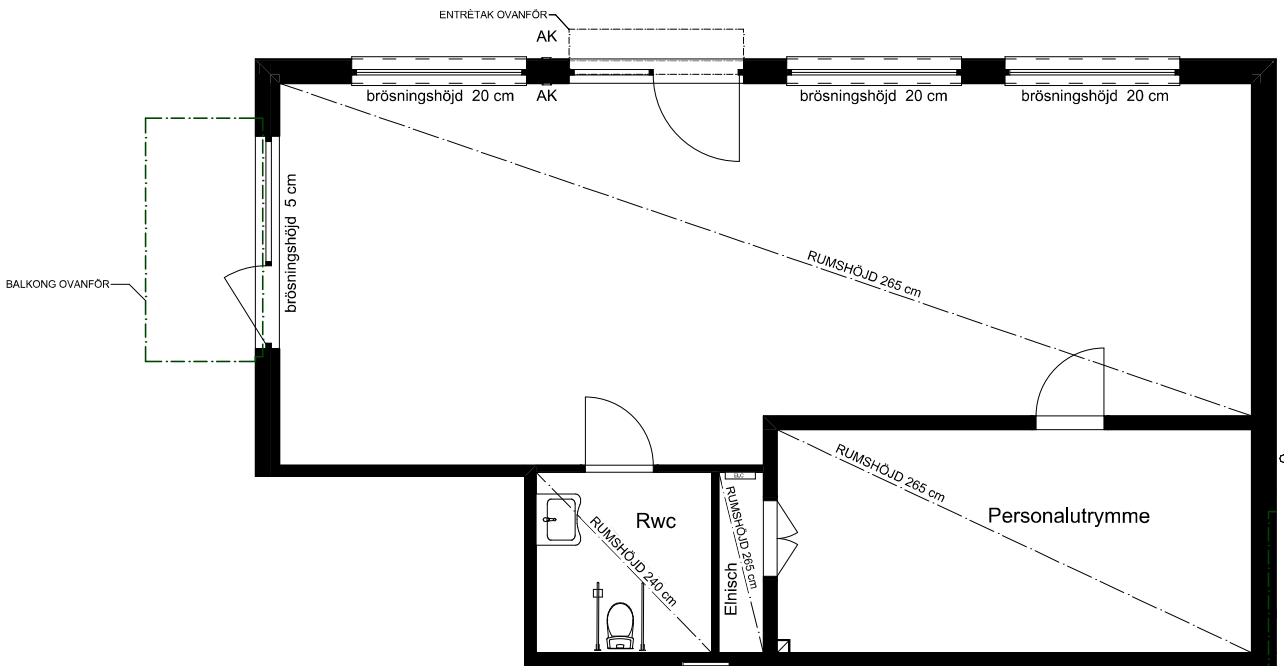 ENTRÉTAK OVANFÖR
AK
brösningshöjd 20 cm
AK
brösningshöjd 20 cm
brösningshöjd 20 cm
brösningshöjd 5 cm
BALKONG OVANFÖR
RUMSHÖJD 265 cm
RUMSHÖJD 265 cm
Rwc
RUMSHÖJD 240 cm
RUMSHÖJD 265 cm
Elnisch
Personalutrymme